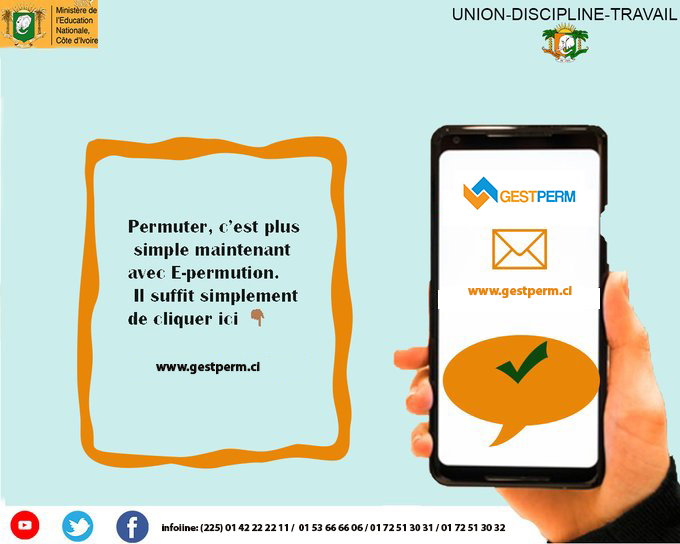 Ministère de
l'Education
Nationale,
Côte d'Ivoire
UNION-DISCIPLINE-TRAVAIL
Permuter, c'est plus
simple maintenant
avec E-permution.
Il suffit simplement
de cliquer ici 👇🏽
www.gestperm.ci
GESTPERM
www.gestperm.ci
infoline: (225) 01 42 22 22 11 / 01 53 66 66 06 / 01 72 51 30 31 / 01 72 51 30 32